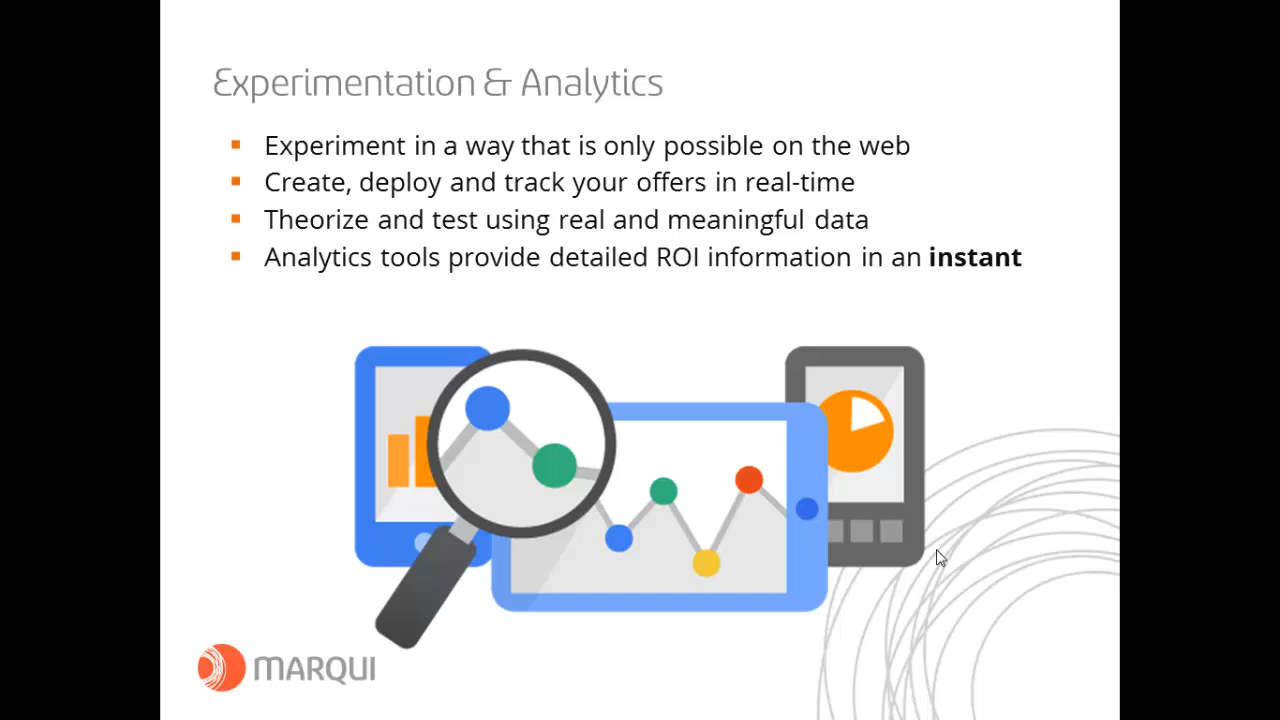 Experimentation & Analytics
Experiment in a way that is only possible on the web
Create, deploy and track your offers in real-time
Theorize and test using real and meaningful data
Analytics tools provide detailed ROI information in an instant
MARQUI